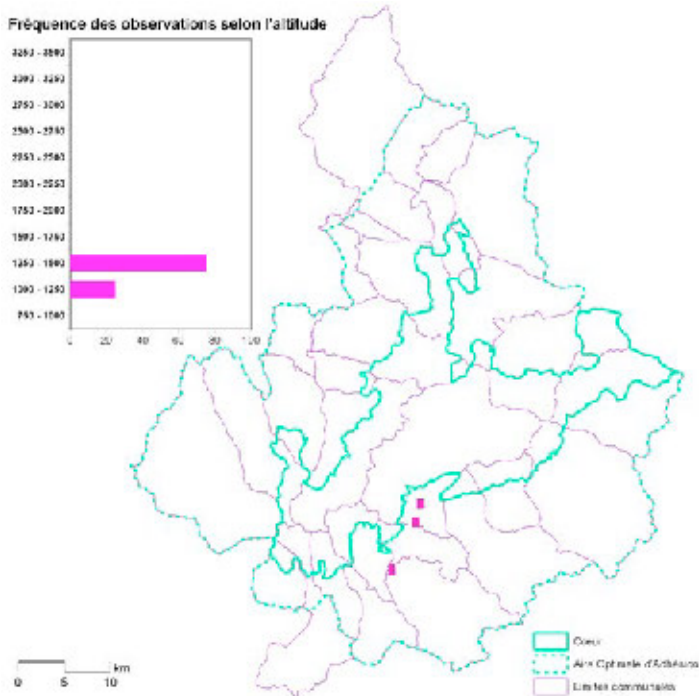 Fréquence des observations selon l'altitude
3250 - 3500
3000 - 3250
2750 - 3000
2500 - 2750
2250 - 2500
2000 - 2250
1750 - 2000
1500 - 1750
1250 - 1500
1000 - 1250
750 - 1000
0 20 40 60 80 100
Coeur
Aire Optimale d'Adhésion
Limites communales
km
0 5 10